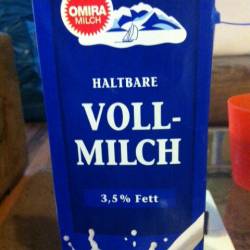 OMIRA
MILCH
HALTBARE
VOLL-
MILCH
3,5% Fett